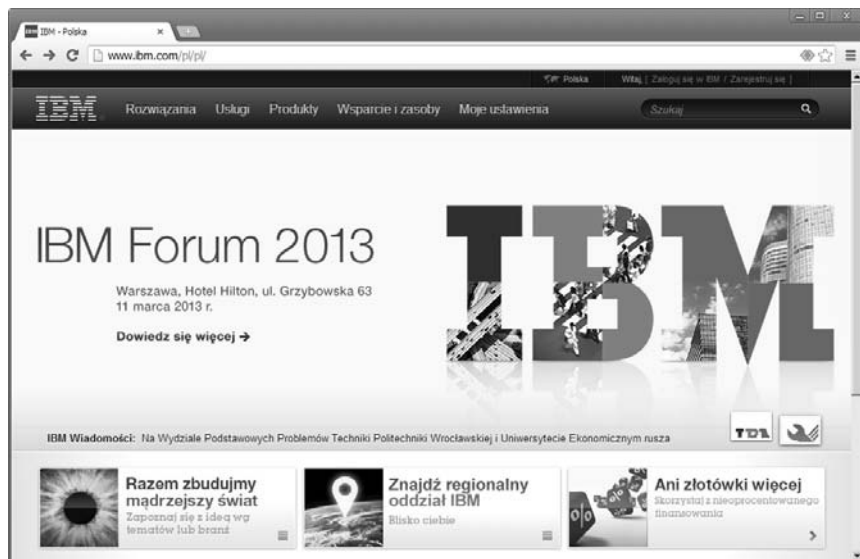 IBM - Polska
www.ibm.com/pl/pl/
Polska Witaj [ Zaloguj się w IBM / Zarejestruj się ]
IBM Rozwiązania Usługi Produkty Wsparcie i zasoby Moje ustawienia Szukaj
IBM Forum 2013
Warszawa, Hotel Hilton, ul. Grzybowska 63
11 marca 2013 r.
Dowiedz się więcej →
IBM
IBM Wiadomości: Na Wydziale Podstawowych Problemów Techniki Politechniki Wrocławskiej i Uniwersytecie Ekonomicznym rusza
Razem zbudujmy
mądrzejszy świat
Zapoznaj się z ideą wg
tematów lub branż
Znajdź regionalny
oddział IBM
Blisko ciebie
Ani złotówki więcej
Skorzystaj z nieoprocentowanego
finansowania